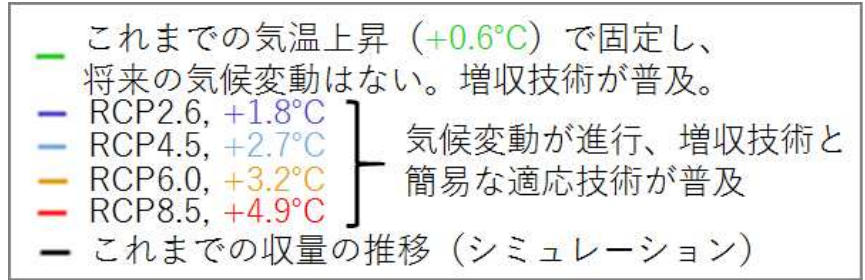 これまでの気温上昇（+0.6℃）で固定し、
将来の気候変動はない。増収技術が普及。
RCP2.6, +1.8℃
RCP4.5, +2.7℃
RCP6.0, +3.2℃
RCP8.5, +4.9℃
気候変動が進行、増収技術と
簡易な適応技術が普及
これまでの収量の推移（シミュレーション）